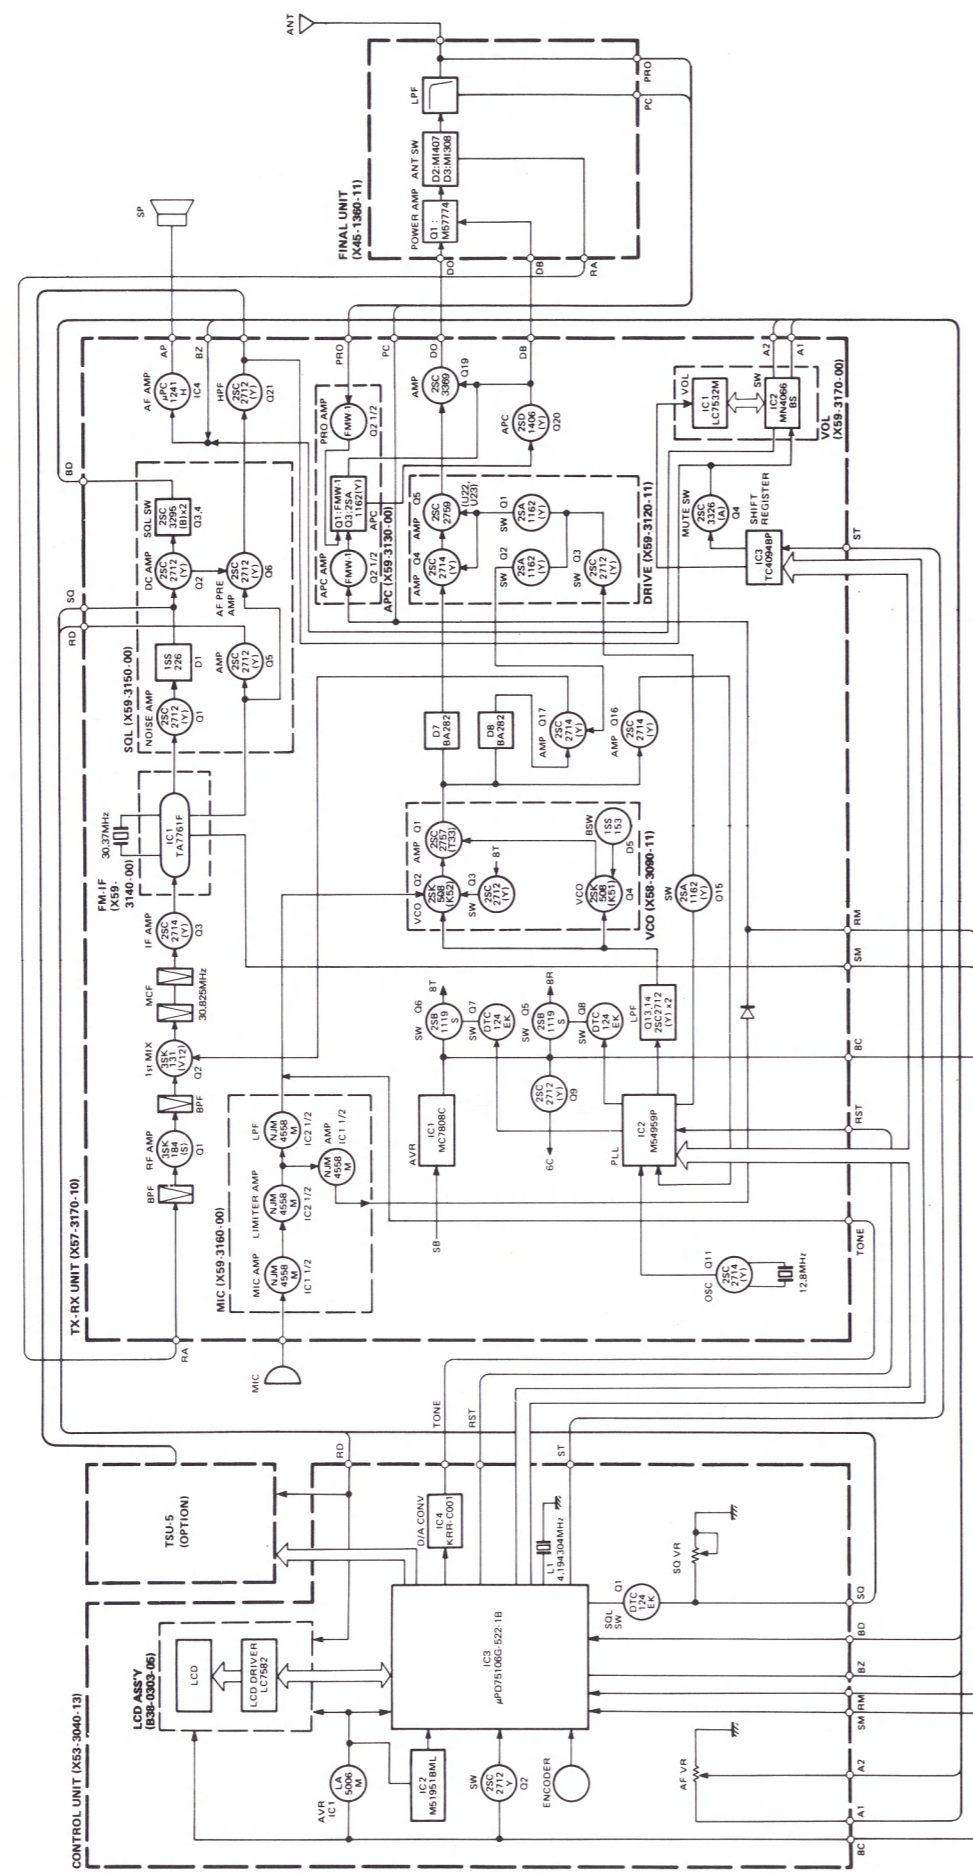 CONTROL UNIT (X53-3040-13)
LCD ASS'Y
(B38-0303-05)
LCD
LCD DRIVER
LC7582
AVR
IC1
LA
5006
M
IC2
M51951BML
SW
2SC
2712
Y
Q2
ENCODER
IC3
μPD75106G-522-1B
AF VR
8C
A1
A2
SM
RM
BZ
BD
SQ
SQL
SW
DTC
124
EK
Q1
SQ VR
L1
4.194304MHz
D/A CONV
IC4
KRR-C001
TSU-5
(OPTION)
RD
TONE
RST
ST
TX-RX UNIT (X57-3170-10)
RA
BPF
RF AMP
3SK
184
(S)
Q1
BPF
1st MIX
3SK
131
(V12)
Q2
MCF
30.825MHz
IF AMP
2SC
2714
(Y)
Q3
FM-IF
(X59-
3140-00)
30.37MHz
IC1
TA7761F
SQL (X59-3150-00)
NOISE AMP
2SC
2712
(Y)
Q1
1SS
226
D1
DC AMP
2SC
2712
(Y)
Q2
SQL SW
2SC
3295
(B)x2
Q3,4
AMP
2SC
2712
(Y)
Q5
AF PRE
AMP
2SC
2712
(Y)
Q6
RD
SQ
BD
AF AMP
μPC
1241
H
IC4
HPF
2SC
2712
(Y)
Q21
AP
BZ
SP
MIC
MIC (X59-3160-00)
MIC AMP
NJM
4558
M
IC1 1/2
LIMITER AMP
NJM
4558
M
IC2 1/2
LPF
NJM
4558
M
IC2 1/2
AMP
IC1 1/2
NJM
4558
M
SB
AVR
IC1
MC7808C
SW
Q6
2SB
1119
S
8T
SW
Q7
DTC
124
EK
SW
Q5
2SB
1119
S
8R
SW
Q8
DTC
124
EK
2SC
2712
(Y)
Q9
6C
PLL
IC2
M54959P
LPF
Q13,14
2SC2712
(Y) x2
OSC
Q11
2SC
2714
(Y)
12.8MHz
VCO (X58-3090-11)
VCO
Q2
2SK
508
(K52)
AMP
Q1
2SC
2757
(T33)
SW
Q3
2SC
2712
(Y)
8T
VCO
2SK
508
(K51)
Q4
BSW
1SS
153
D5
SW
2SA
1162
(Y)
Q15
D7
BA282
D8
BA282
AMP
Q17
2SC
2714
(Y)
AMP
Q16
2SC
2714
(Y)
APC (X59-3130-00)
APC AMP
FMW-1
Q2 1/2
Q1:FMW-1
Q3:2SA
1162(Y)
APC
PRO AMP
FMW-1
Q2 1/2
DRIVE (X59-3120-11)
AMP
Q4
2SC
2714
(Y)
Q5
2SC
2759
(U22,
U23)
AMP
SW
Q2
2SA
1162
(Y)
SW
Q1
2SA
1162
(Y)
SW
Q3
2SC
2712
(Y)
AMP
2SC
3369
Q19
APC
2SD
1406
(Y)
Q20
PRO
PC
DO
DB
MUTE SW
2SC
3326
(A)
Q4
SHIFT
REGISTER
IC3
TC4094BP
VOL
IC1
LC7532M
SW
IC2
MN4066
BS
VOL
(X59-3170-00)
A2
A1
TONE
RST
8C
SM
RM
ST
FINAL UNIT
(X45-1360-11)
POWER AMP
Q1 :
M57774
ANT SW
D2:MI407
D3:MI308
LPF
ANT
DO
DB
RA
PC
PRO